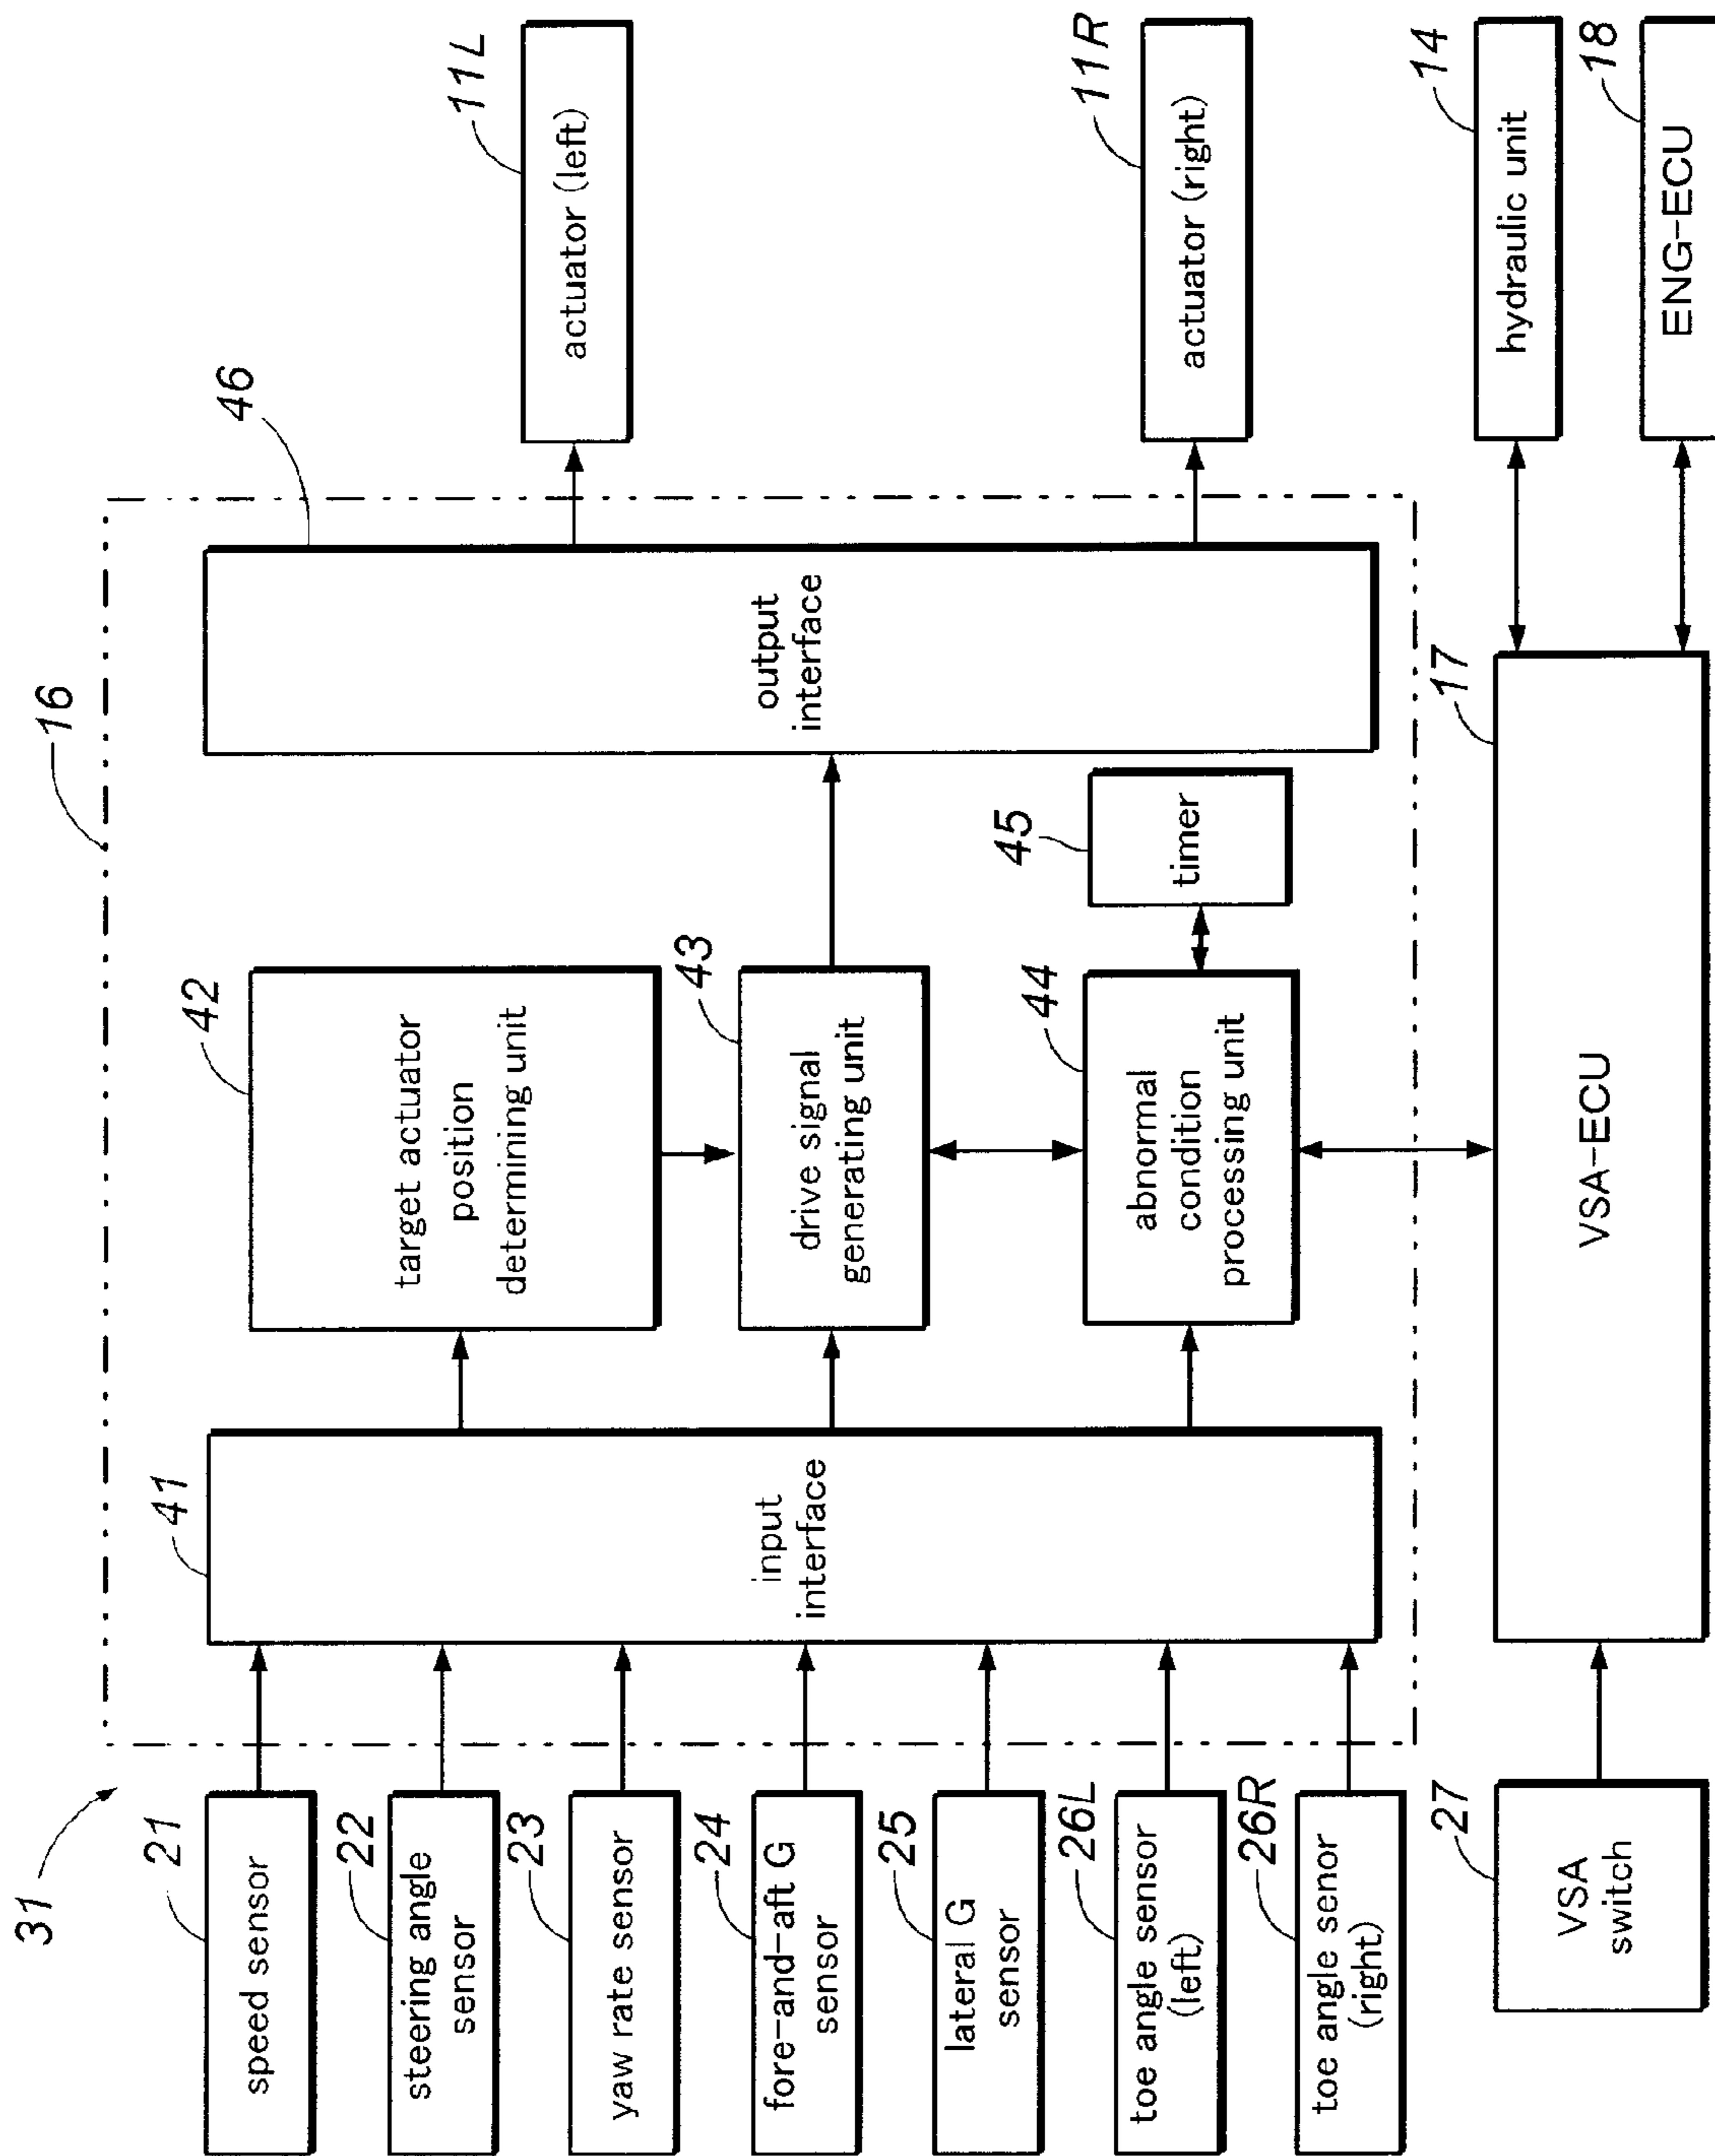 31
16
21
speed sensor
22
steering angle
sensor
23
yaw rate sensor
24
fore-and-aft G
sensor
25
lateral G
sensor
26L
toe angle sensor
(left)
26R
toe angle senor
(right)
27
VSA
switch
41
input
interface
42
target actuator
position
determining unit
43
drive signal
generating unit
44
abnormal
condition
processing unit
45
timer
46
output
interface
17
VSA-ECU
11L
actuator (left)
11R
actuator (right)
14
hydraulic unit
18
ENG-ECU